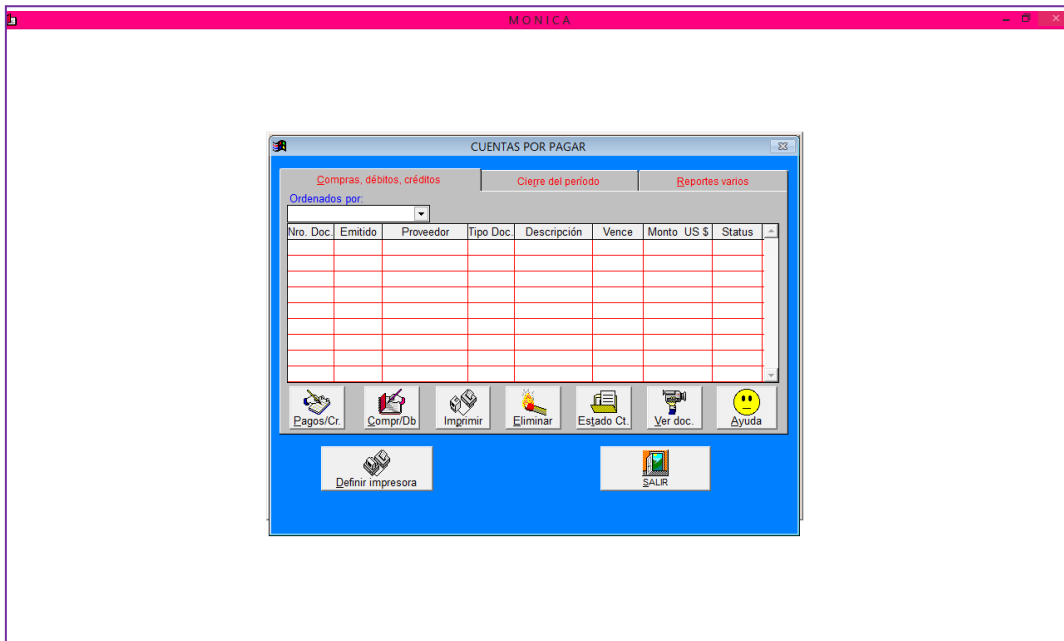 M O N I C A
CUENTAS POR PAGAR
Compras, débitos, créditos Cierre del período Reportes varios
Ordenados por:
Nro. Doc. Emitido Proveedor Tipo Doc. Descripción Vence Monto US $ Status
Pagos/Cr. Compr/Db Imprimir Eliminar Estado Ct. Ver doc. Ayuda
Definir impresora SALIR